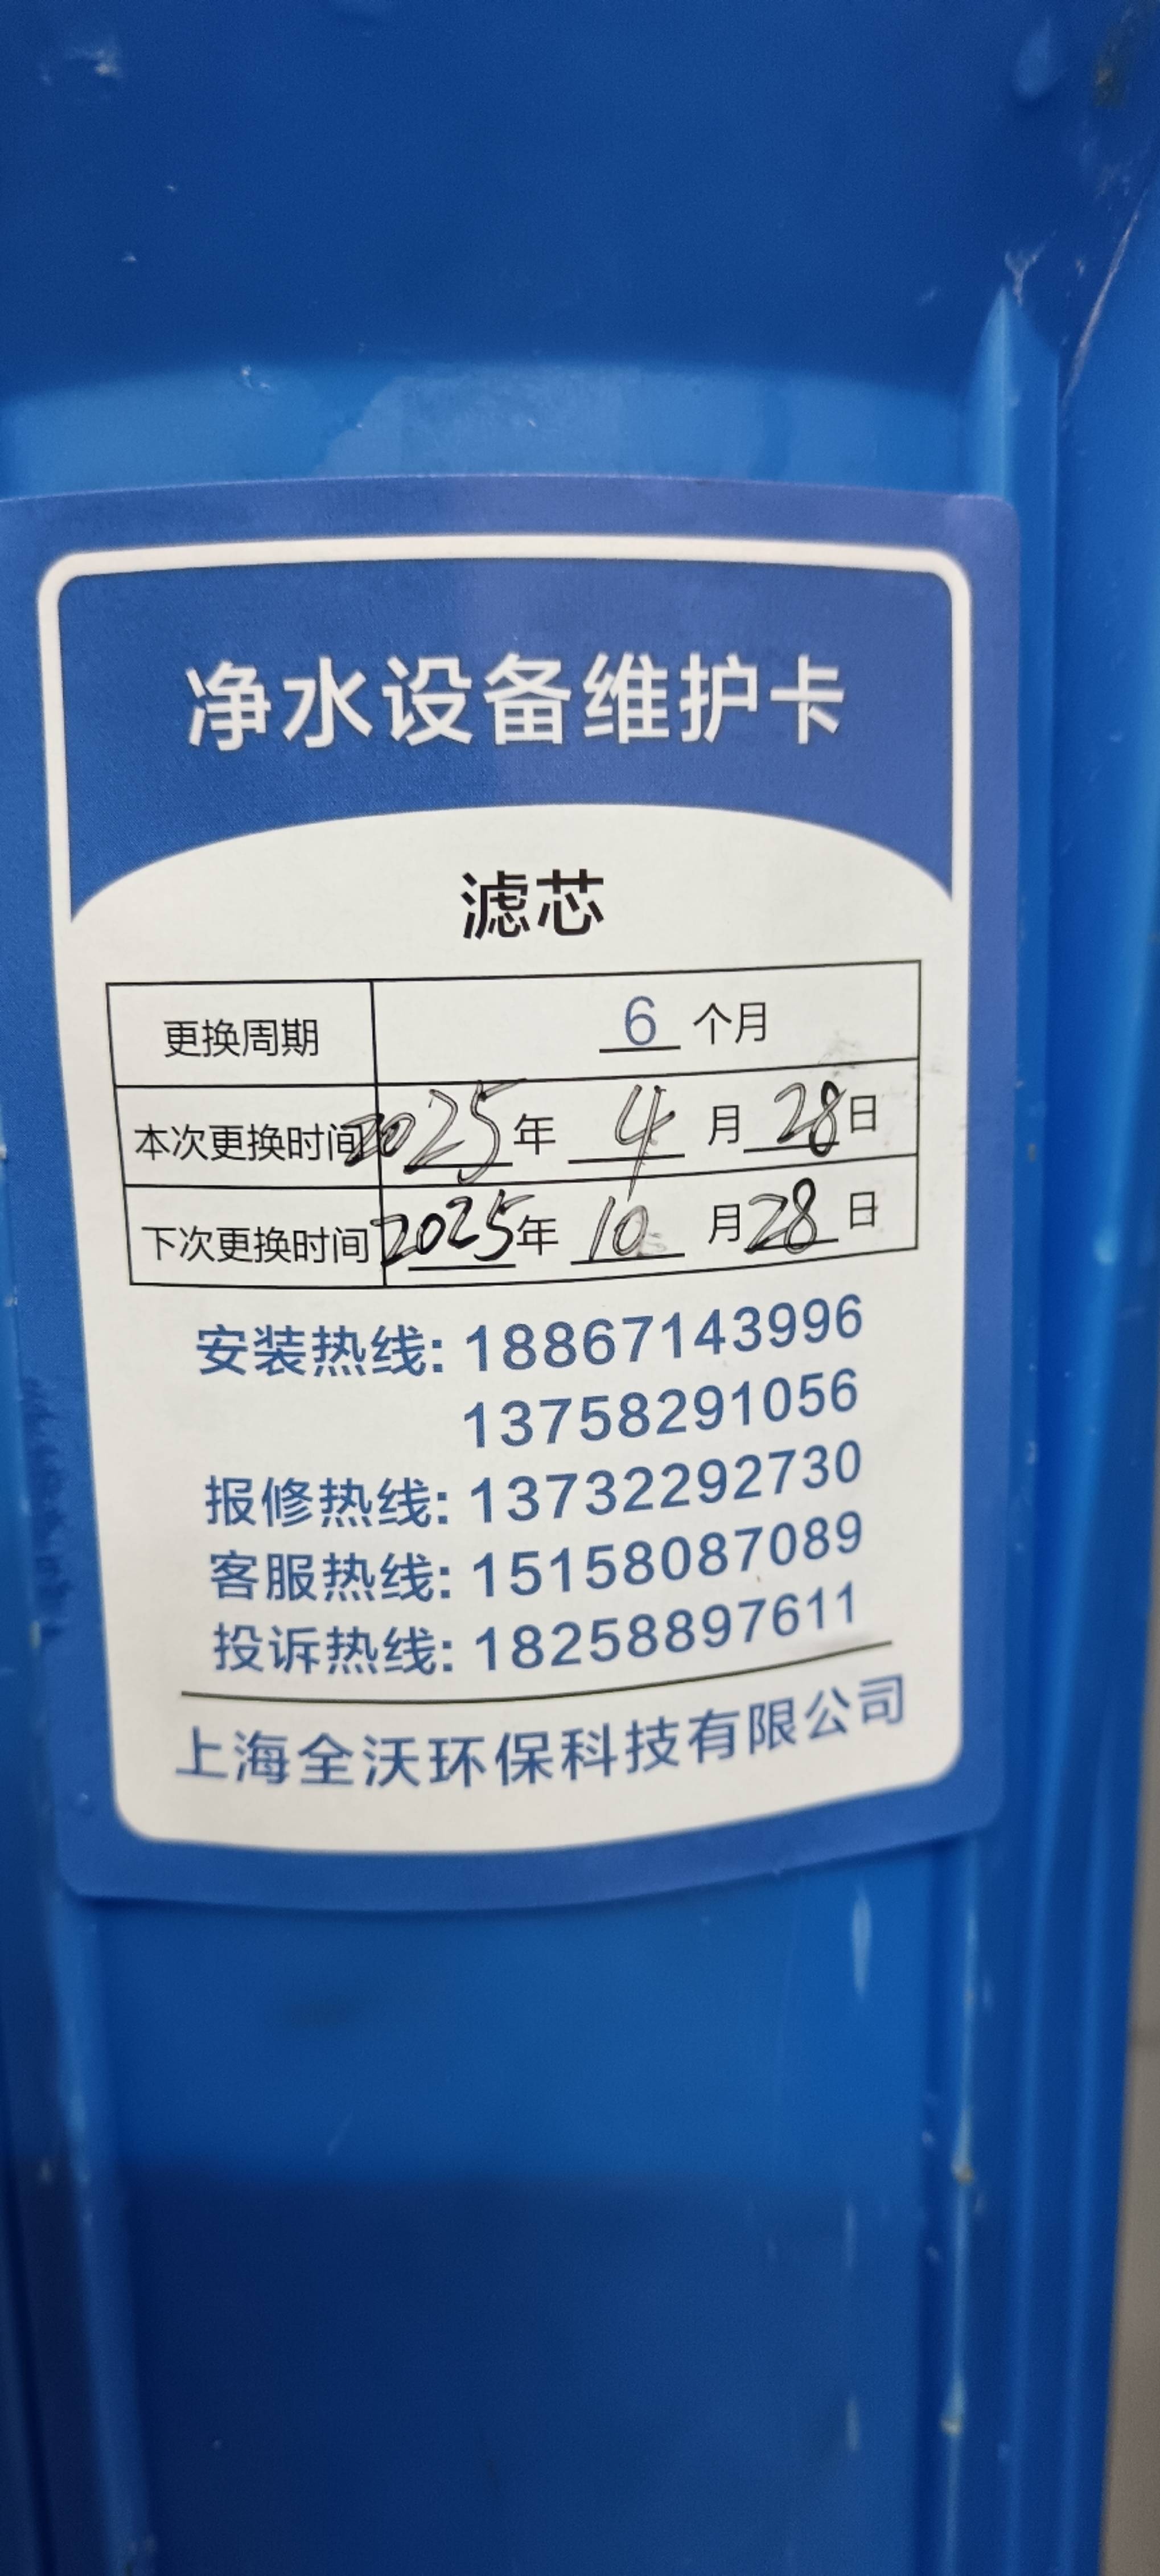 净水设备维护卡
滤芯
更换周期 6 个月
本次更换时间 2025 年 4 月 28 日
下次更换时间 2025 年 10 月 28 日
安装热线: 18867143996
13758291056
报修热线: 13732292730
客服热线: 15158087089
投诉热线: 18258897611
上海全沃环保科技有限公司